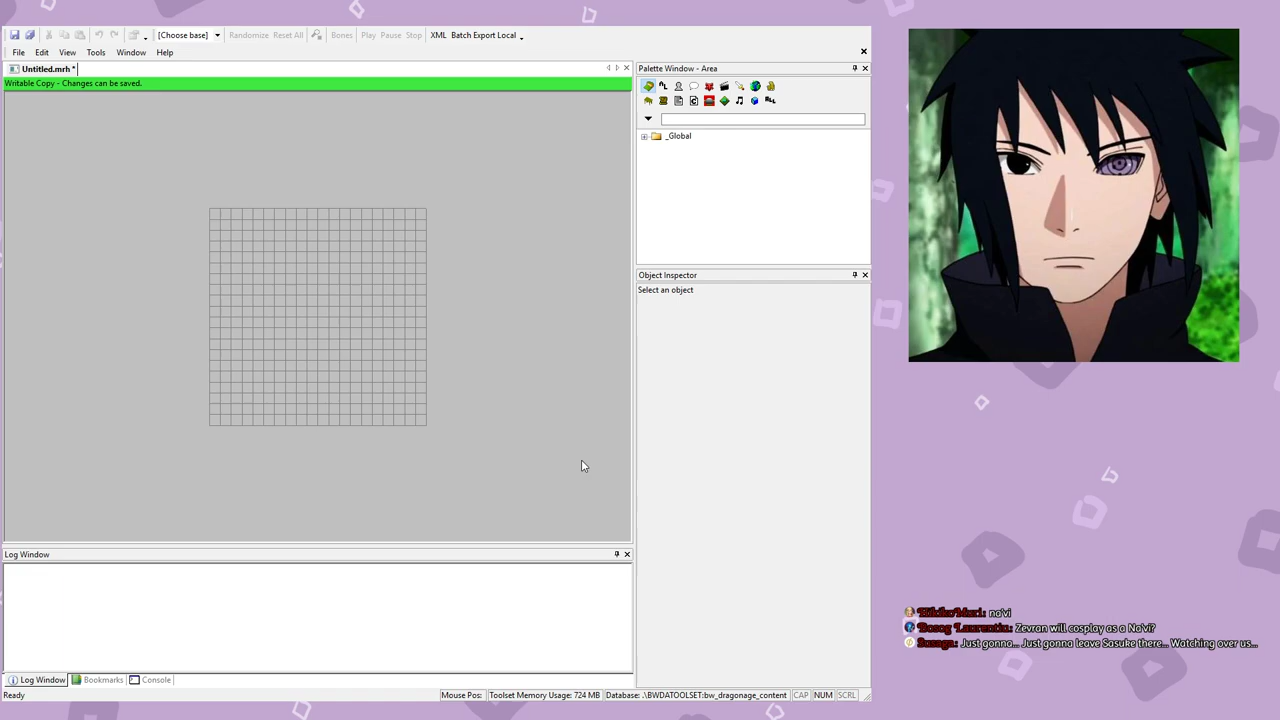 [Choose base]
Randomize Reset All
Bones
Play Pause Stop
XML Batch Export Local
File Edit View Tools Window Help
Untitled.mrh *
Writable Copy - Changes can be saved.
Palette Window - Area
_Global
Object Inspector
Select an object
Log Window
Log Window Bookmarks Console
Ready
Mouse Pos: Toolset Memory Usage: 724 MB Database: .\BWDATOOLSET:bw_dragonage_content CAP NUM SCRL
na'vi
Zevran will cosplay as a Na'vi?
Just gonna... Just gonna leave Sasuke there... Watching over us...